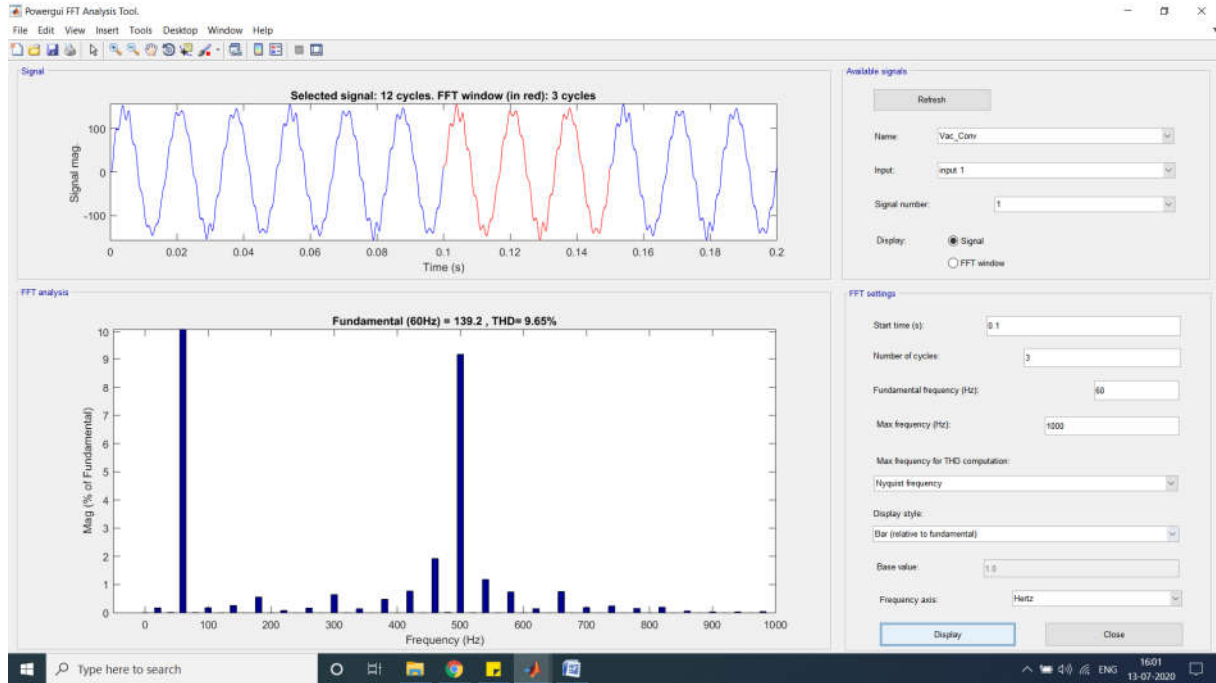 Powergui FFT Analysis Tool.
File Edit View Insert Tools Desktop Window Help
Signal
Selected signal: 12 cycles. FFT window (in red): 3 cycles
Signal mag.
100
0
-100
0 0.02 0.04 0.06 0.08 0.1 0.12 0.14 0.16 0.18 0.2
Time (s)
FFT analysis
Fundamental (60Hz) = 139.2 , THD= 9.65%
Mag (% of Fundamental)
10
9
8
7
6
5
4
3
2
1
0
0 100 200 300 400 500 600 700 800 900 1000
Frequency (Hz)
Available signals
Refresh
Name: Vac_Conv
Input: input 1
Signal number: 1
Display: Signal
FFT window
FFT settings
Start time (s): 0.1
Number of cycles: 3
Fundamental frequency (Hz): 60
Max frequency (Hz): 1000
Max frequency for THD computation:
Nyquist frequency
Display style:
Bar (relative to fundamental)
Base value: 1.0
Frequency axis: Hertz
Display Close
Type here to search
ENG
16:01
13-07-2020